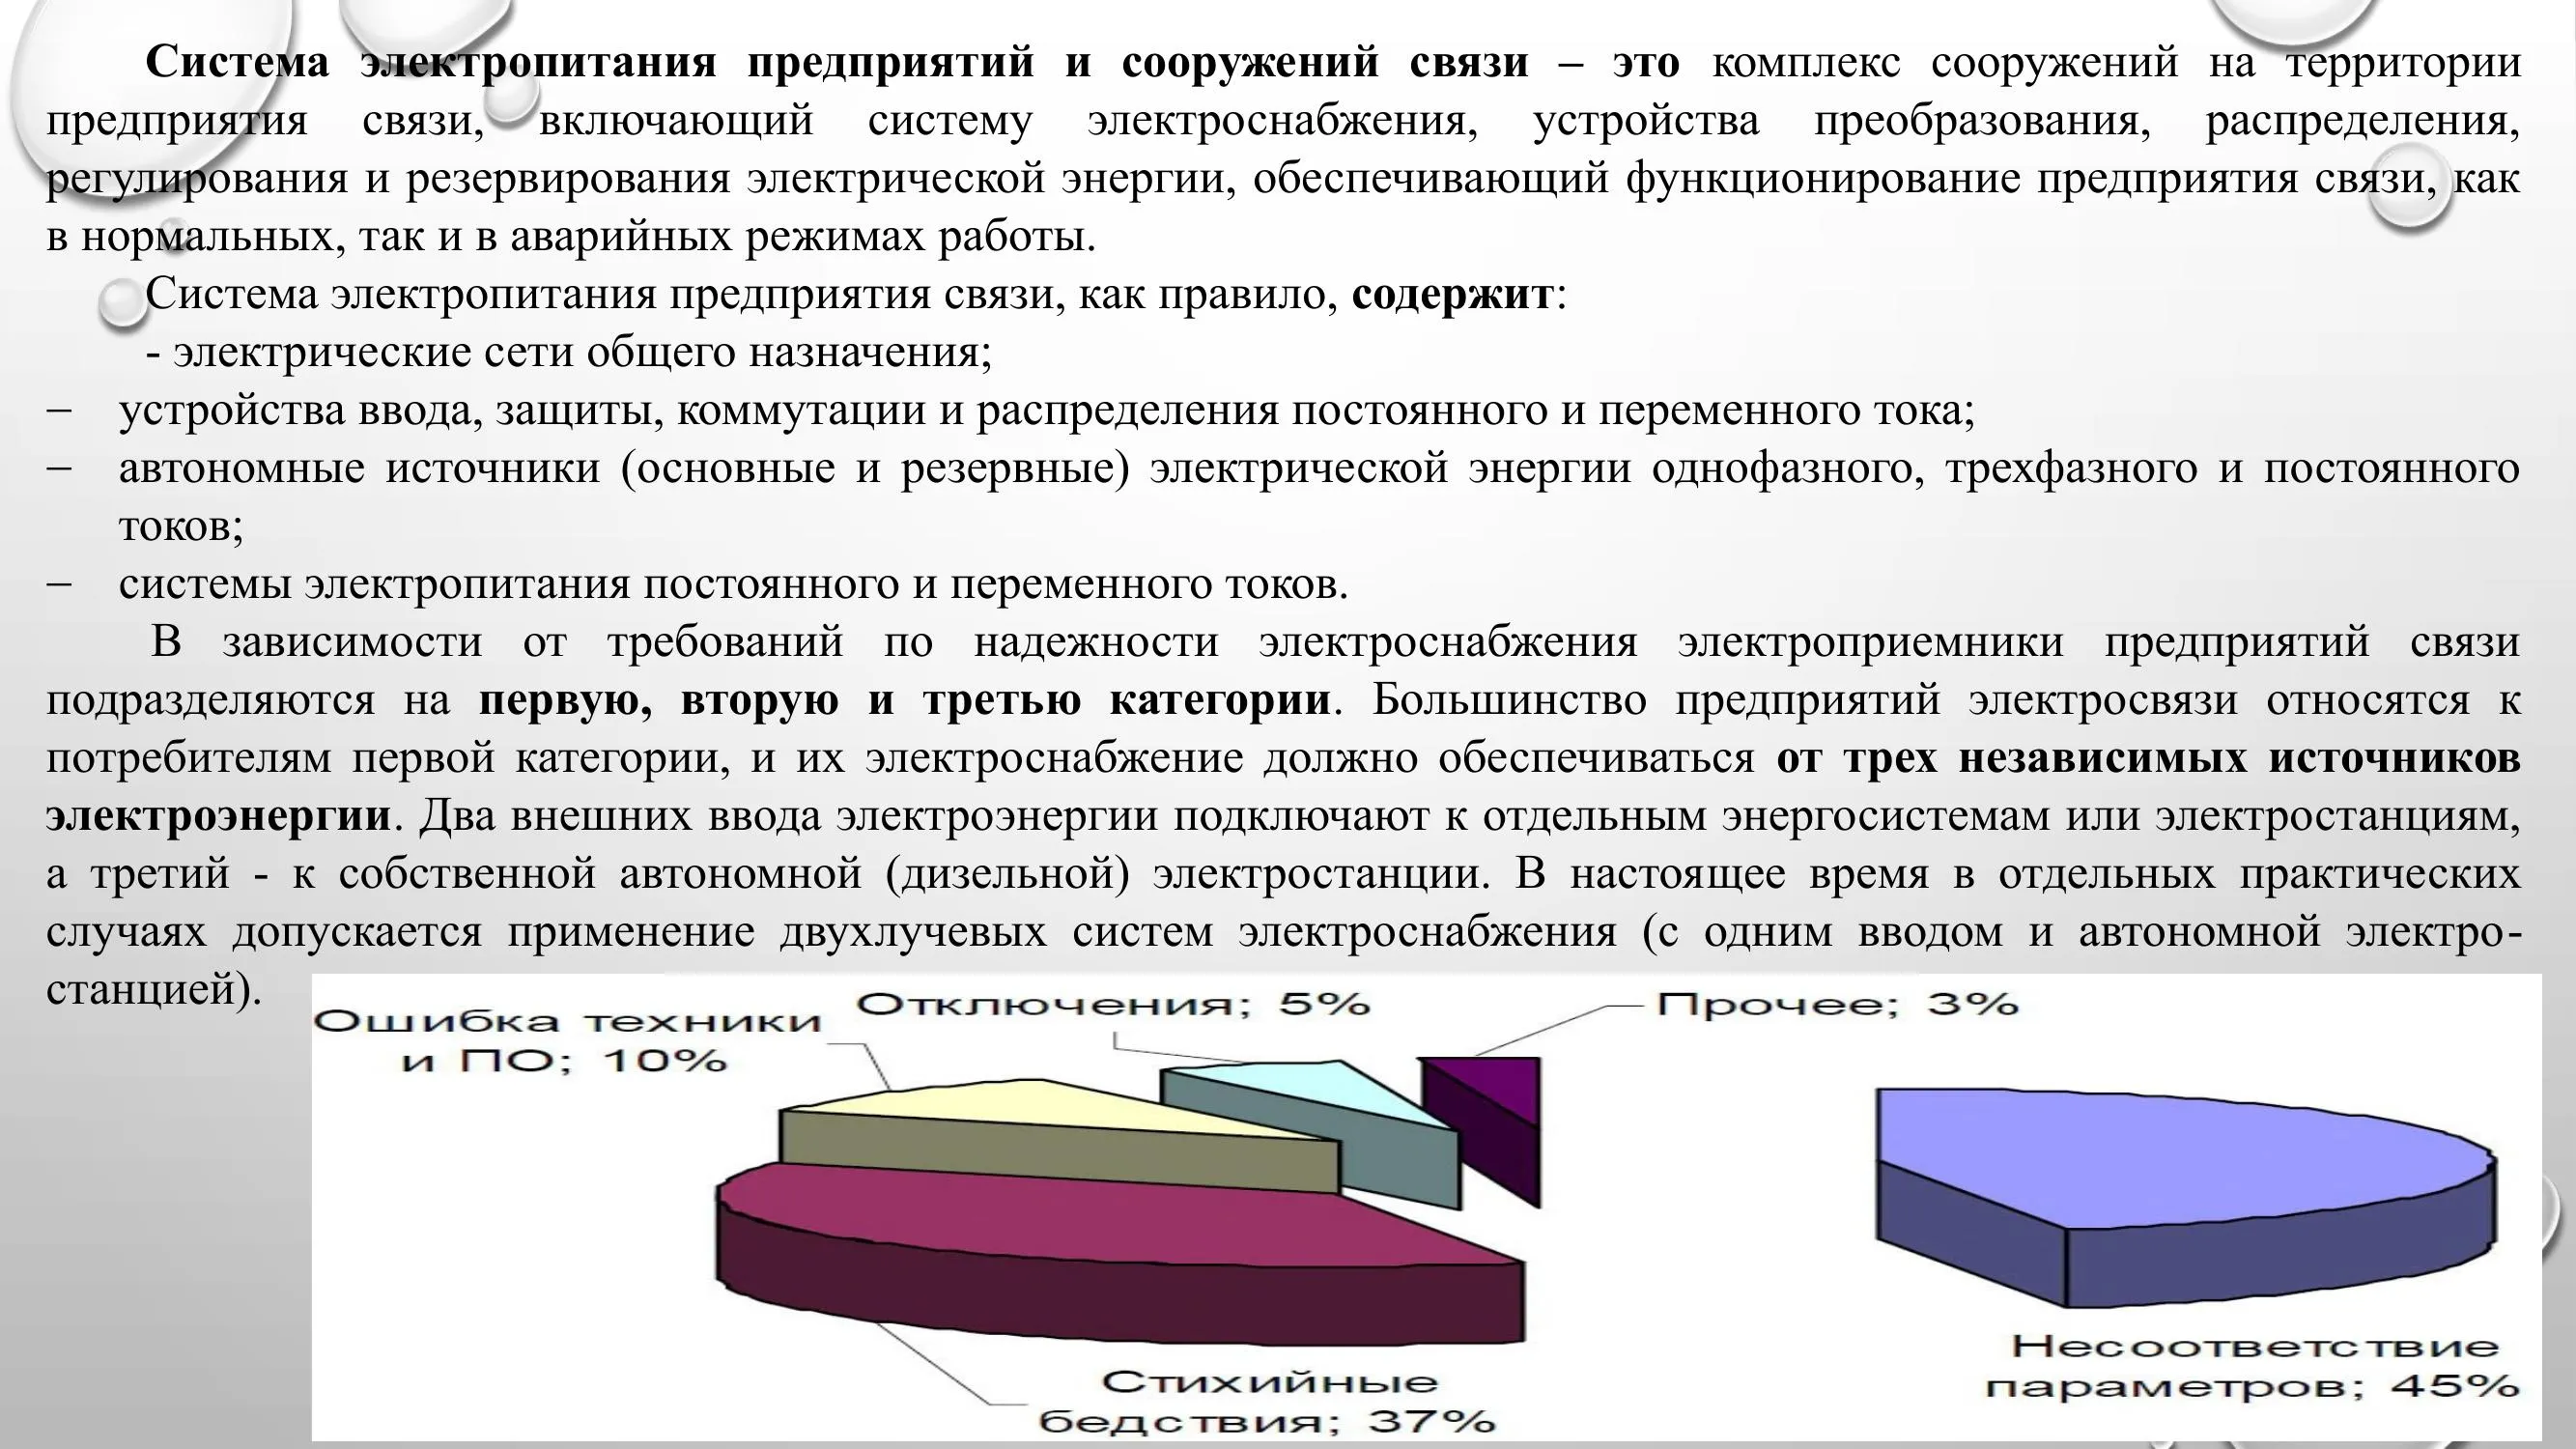 Система электропитания предприятий и сооружений связи – это комплекс сооружений на территории
предприятия связи, включающий систему электроснабжения, устройства преобразования, распределения,
регулирования и резервирования электрической энергии, обеспечивающий функционирование предприятия связи, как
в нормальных, так и в аварийных режимах работы.
Система электропитания предприятия связи, как правило, содержит:
- электрические сети общего назначения;
– устройства ввода, защиты, коммутации и распределения постоянного и переменного тока;
– автономные источники (основные и резервные) электрической энергии однофазного, трехфазного и постоянного
токов;
– системы электропитания постоянного и переменного токов.
В зависимости от требований по надежности электроснабжения электроприемники предприятий связи
подразделяются на первую, вторую и третью категории. Большинство предприятий электросвязи относятся к
потребителям первой категории, и их электроснабжение должно обеспечиваться от трех независимых источников
электроэнергии. Два внешних ввода электроэнергии подключают к отдельным энергосистемам или электростанциям,
а третий - к собственной автономной (дизельной) электростанции. В настоящее время в отдельных практических
случаях допускается применение двухлучевых систем электроснабжения (с одним вводом и автономной электро-
станцией).
Ошибка техники
и ПО; 10%
Отключения; 5%
Прочее; 3%
Стихийные
бедствия; 37%
Несоответствие
параметров; 45%